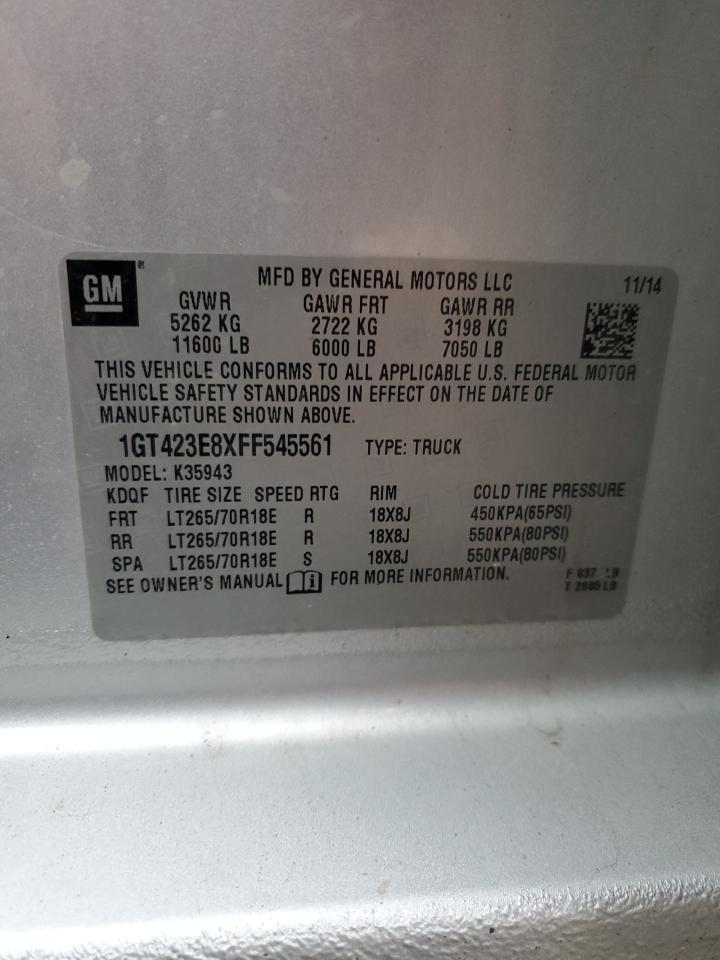 GM ® MFD BY GENERAL MOTORS LLC 11/14
GVWR GAWR FRT GAWR RR
5262 KG 2722 KG 3198 KG
11600 LB 6000 LB 7050 LB
THIS VEHICLE CONFORMS TO ALL APPLICABLE U.S. FEDERAL MOTOR
VEHICLE SAFETY STANDARDS IN EFFECT ON THE DATE OF
MANUFACTURE SHOWN ABOVE.
1GT423E8XFF545561 TYPE: TRUCK
MODEL: K35943
KDQF TIRE SIZE SPEED RTG RIM COLD TIRE PRESSURE
FRT LT265/70R18E R 18X8J 450KPA(65PSI)
RR LT265/70R18E R 18X8J 550KPA(80PSI)
SPA LT265/70R18E S 18X8J 550KPA(80PSI)
SEE OWNER'S MANUAL i FOR MORE INFORMATION.
F 837 LB
T 2885 LB